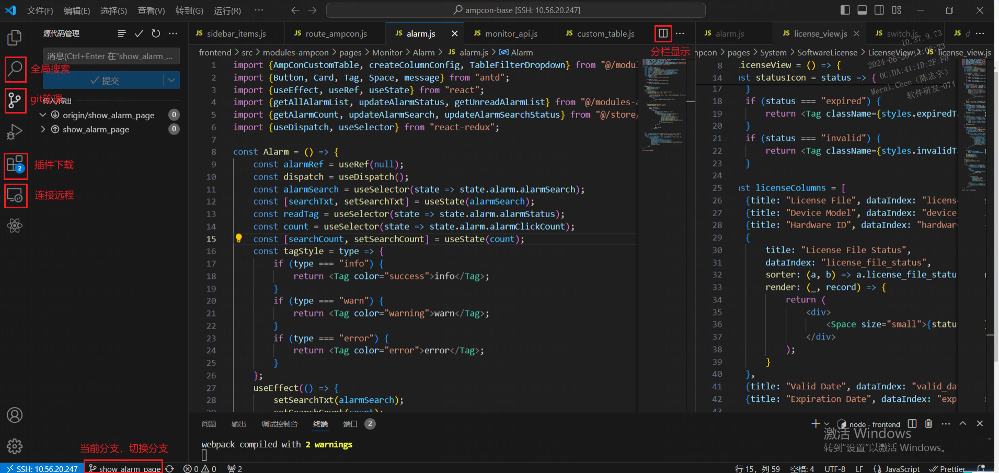 文件(F) 编辑(E) 选择(S) 查看(V) 转到(G) 运行(R) ···
ampcon-base [SSH: 10.56.20.247]
源代码管理
消息(Ctrl+Enter 在"show_alarm_...
全局搜索
提交
git管理
origin/show_alarm_page 0
show_alarm_page 0
2
插件下载
连接远程
JS sidebar_items.js JS route_ampcon.js JS alarm.js JS monitor_api.js JS custom_table.js
分栏显示
frontend > src > modules-ampcon > pages > Monitor > Alarm > JS alarm.js > Alarm
1 import {AmpConCustomTable, createColumnConfig, TableFilterDropdown} from "@/modul
2 import {Button, Card, Tag, Space, message} from "antd";
3 import {useEffect, useRef, useState} from "react";
4 import {getAllAlarmList, updateAlarmStatus, getUnreadAlarmList} from "@/modules-a
5 import {getAlarmCount, updateAlarmSearch, updateAlarmSearchStatus} from "@/store/
6 import {useDispatch, useSelector} from "react-redux";
7
8 const Alarm = () => {
9 const alarmRef = useRef(null);
10 const dispatch = useDispatch();
11 const alarmSearch = useSelector(state => state.alarm.alarmSearch);
12 const [searchTxt, setSearchTxt] = useState(alarmSearch);
13 const readTag = useSelector(state => state.alarm.alarmStatus);
14 const count = useSelector(state => state.alarm.alarmClickCount);
15 const [searchCount, setSearchCount] = useState(count);
16 const tagStyle = type => {
17 if (type === "info") {
18 return <Tag color="success">info</Tag>;
19 }
20 if (type === "warn") {
21 return <Tag color="warning">warn</Tag>;
22 }
23 if (type === "error") {
24 return <Tag color="error">error</Tag>;
25 }
26 };
27 useEffect(() => {
28 setSearchTxt(alarmSearch);
setSearchCount(count);
JS alarm.js JS license_view.js JS switch.js JS d
mpcon > pages > System > SoftwareLicense > LicenseView > JS license_view.js
10.37.9.73
2024-06-20 14:08:23
0C:DA:41:1D:2F:F0
Meral.Chen (陈志宇)
软件研发-074
8 icenseView = () => {
14 st statusIcon = status => {
17 }
18 if (status === "expired") {
19 return <Tag className={styles.expiredT
20 }
21 if (status === "invalid") {
22 return <Tag className={styles.invalidT
23 }
24
25 st licenseColumns = [
26 {title: "License File", dataIndex: "licens
27 {title: "Device Model", dataIndex: "device_
28 {title: "Hardware ID", dataIndex: "hardwar
29 {
30 title: "License File Status",
31 dataIndex: "license_file_status",
32 sorter: (a, b) => a.license_file_statu
33 render: (_, record) => {
34 return (
35 <div>
36 <Space size="small">{statu
37 </div>
38 );
39 }
40 },
41 {title: "Valid Date", dataIndex: "valid_da
42 {title: "Expiration Date", dataIndex: "exp
问题 输出 调试控制台 终端 端口 2
node - frontend
webpack compiled with 2 warnings
激活 Windows
转到"设置"以激活 Windows。
当前分支，切换分支
SSH: 10.56.20.247 show_alarm_page 0 0 2
行 15，列 59 空格: 4 UTF-8 LF {} JavaScript Prettier